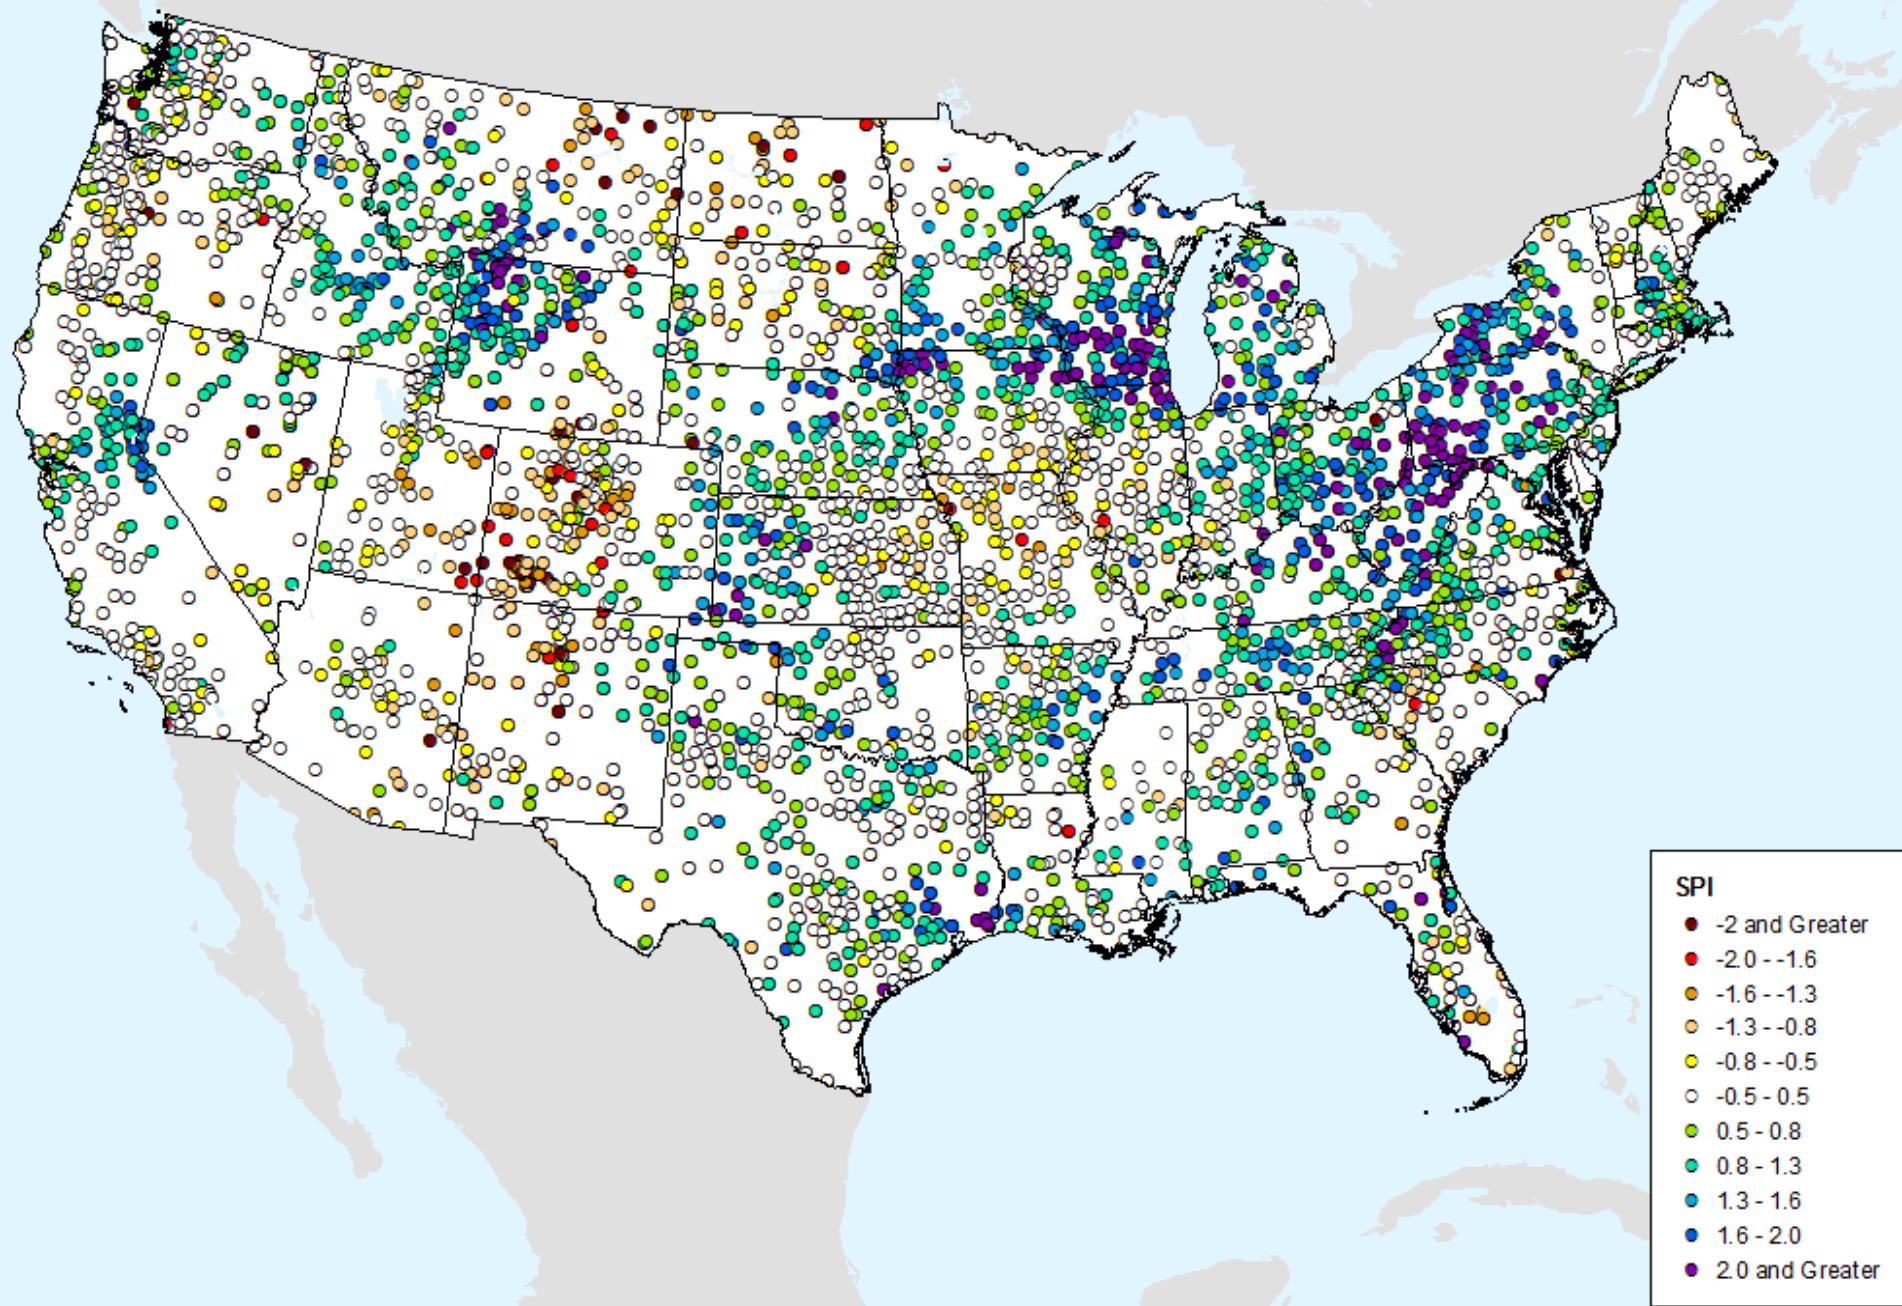 SPI
-2 and Greater
-2.0 - -1.6
-1.6 - -1.3
-1.3 - -0.8
-0.8 - -0.5
-0.5 - 0.5
0.5 - 0.8
0.8 - 1.3
1.3 - 1.6
1.6 - 2.0
2.0 and Greater